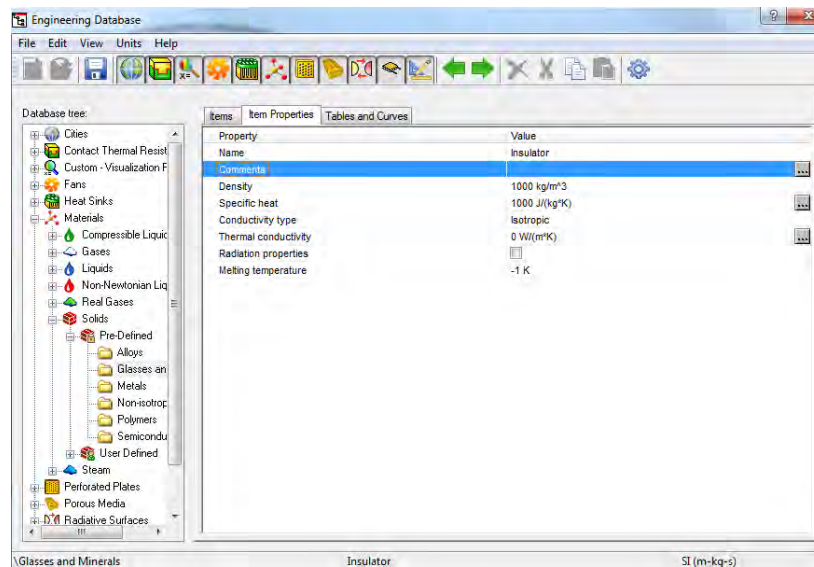 Engineering Database
File Edit View Units Help
Database tree:
Items Item Properties Tables and Curves
Cities
Contact Thermal Resist
Custom - Visualization F
Fans
Heat Sinks
Materials
Compressible Liquic
Gases
Liquids
Non-Newtonian Liq
Real Gases
Solids
Pre-Defined
Alloys
Glasses an
Metals
Non-isotrop
Polymers
Semicondu
User Defined
Steam
Perforated Plates
Porous Media
Radiative Surfaces
Property Value
Name Insulator
Comments
Density 1000 kg/m^3
Specific heat 1000 J/(kg*K)
Conductivity type Isotropic
Thermal conductivity 0 W/(m*K)
Radiation properties
Melting temperature -1 K
\Glasses and Minerals Insulator SI (m-kg-s)